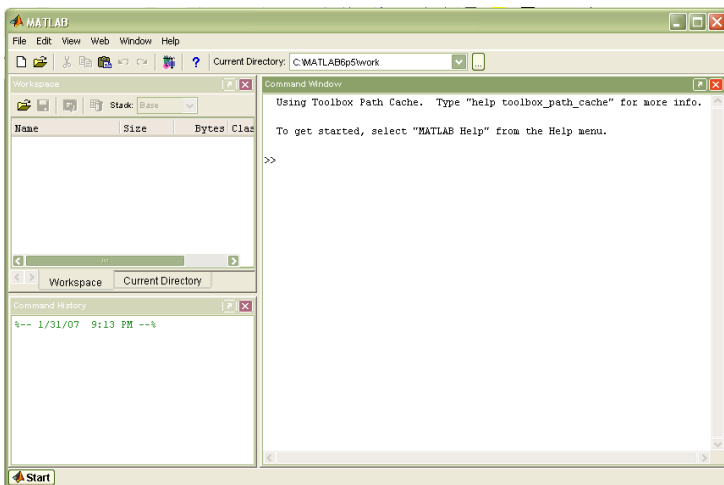 MATLAB
File Edit View Web Window Help
? Current Directory: C:\MATLAB6p5\work ...
Workspace
Stack: Base
Name Size Bytes Clas
Workspace Current Directory
Command History
%-- 1/31/07 9:13 PM --%
Command Window
Using Toolbox Path Cache. Type "help toolbox_path_cache" for more info.
To get started, select "MATLAB Help" from the Help menu.
>>
Start